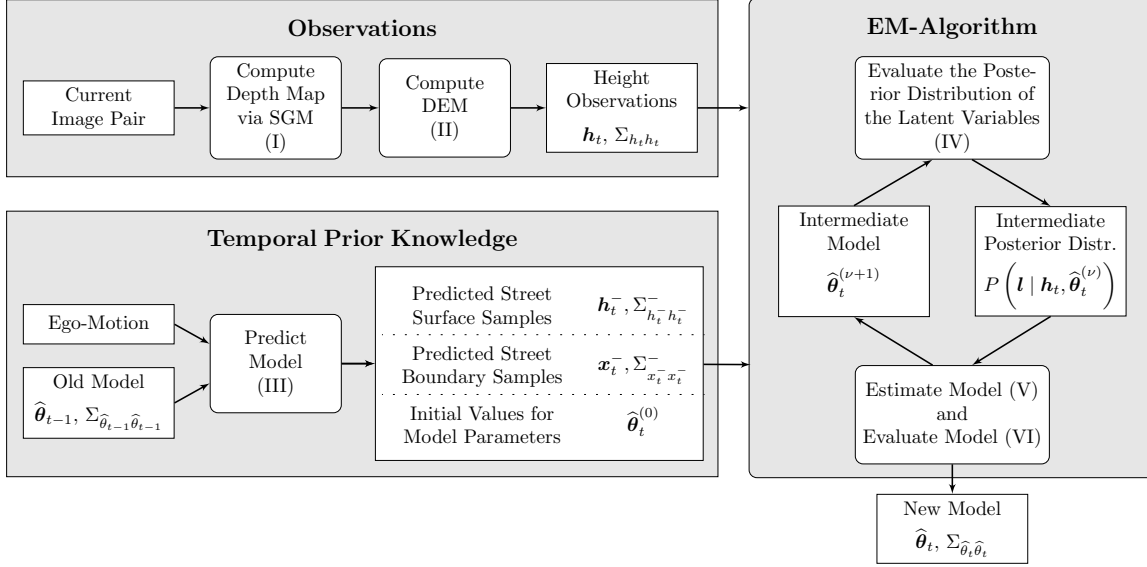 Observations
Current
Image Pair
Compute
Depth Map
via SGM
(I)
Compute
DEM
(II)
Height
Observations
h_t, Σ_{h_t h_t}
Temporal Prior Knowledge
Ego-Motion
Old Model
θ̂_{t−1}, Σ_{θ̂_{t−1} θ̂_{t−1}}
Predict
Model
(III)
Predicted Street
Surface Samples
h_t^−, Σ^−_{h_t^− h_t^−}
Predicted Street
Boundary Samples
x_t^−, Σ^−_{x_t^− x_t^−}
Initial Values for
Model Parameters
θ̂_t^{(0)}
EM-Algorithm
Evaluate the Poste-
rior Distribution of
the Latent Variables
(IV)
Intermediate
Model
θ̂_t^{(ν+1)}
Intermediate
Posterior Distr.
P(l | h_t, θ̂_t^{(ν)})
Estimate Model (V)
and
Evaluate Model (VI)
New Model
θ̂_t, Σ_{θ̂_t θ̂_t}